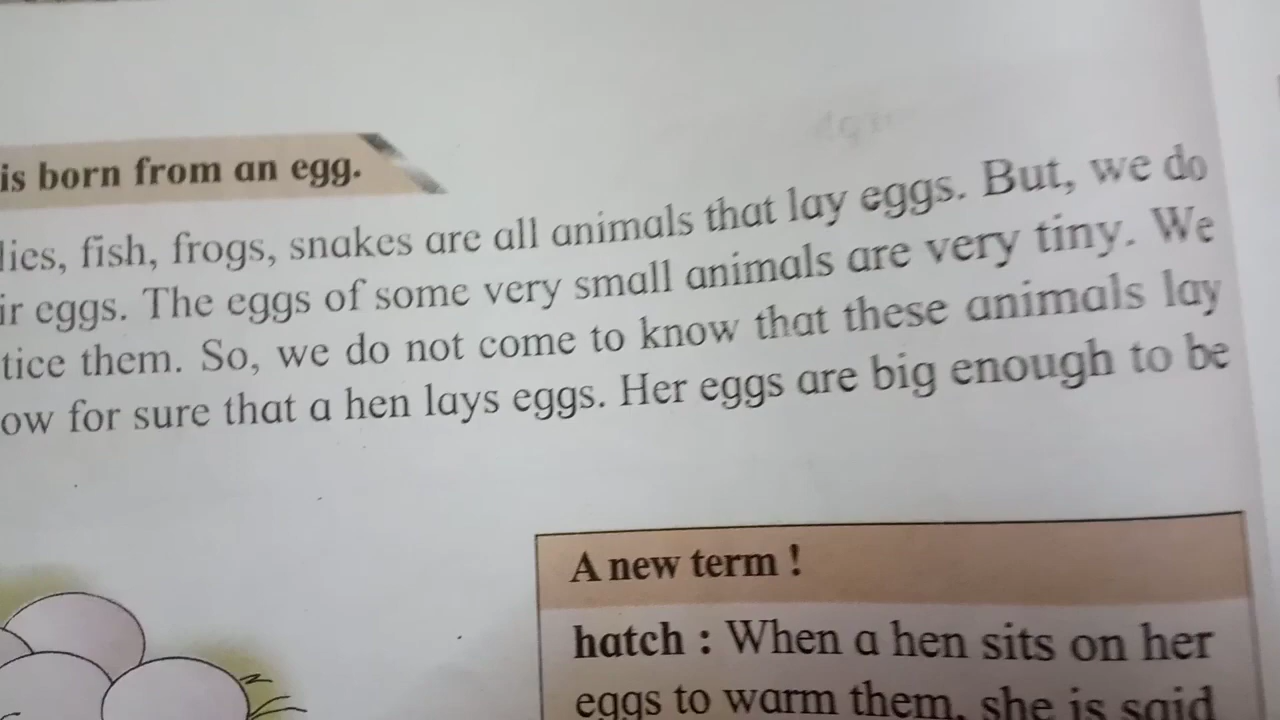 is born from an egg.
lies, fish, frogs, snakes are all animals that lay eggs. But, we do
ir eggs. The eggs of some very small animals are very tiny. We
tice them. So, we do not come to know that these animals lay
ow for sure that a hen lays eggs. Her eggs are big enough to be
A new term !
hatch : When a hen sits on her
eggs to warm them, she is said